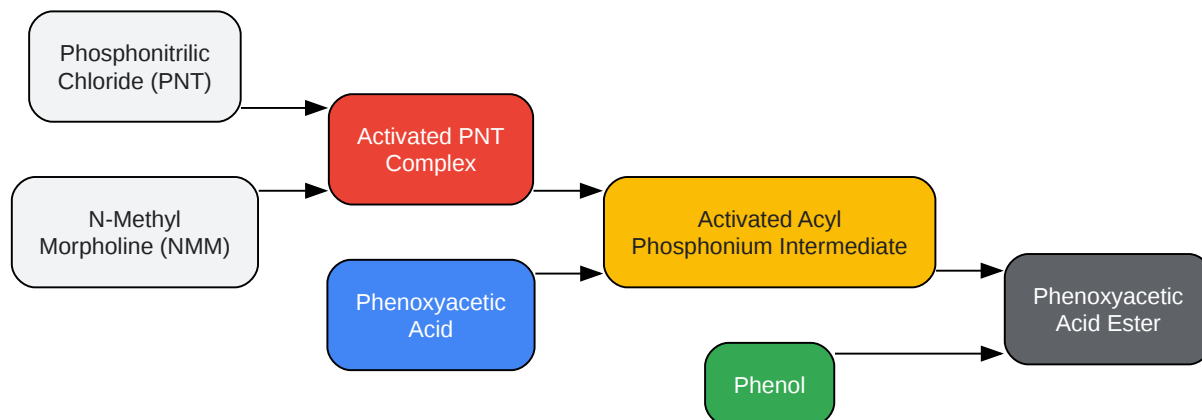 Phosphonitrilic
Chloride (PNT)
Activated PNT
Complex
N-Methyl
Morpholine (NMM)
Activated Acyl
Phosphonium Intermediate
Phenoxyacetic
Acid
Phenoxyacetic
Acid Ester
Phenol